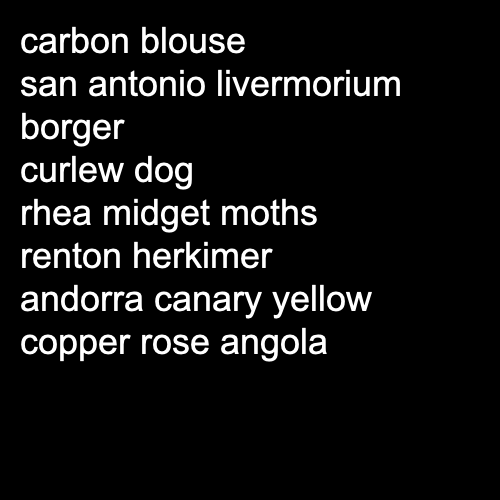 carbon blouse
san antonio livermorium
borger
curlew dog
rhea midget moths
renton herkimer
andorra canary yellow
copper rose angola